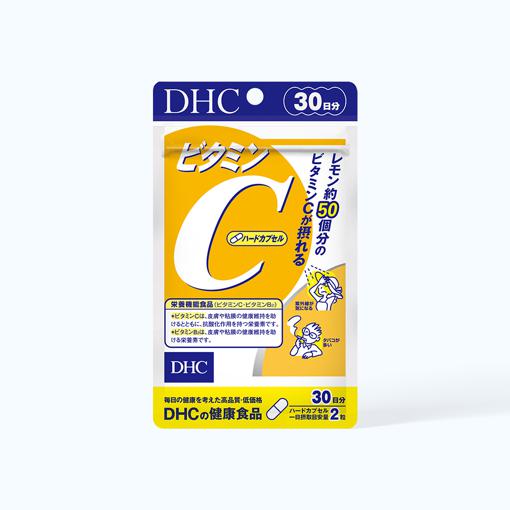 DHC
30日分
ビタミン
C
ハードカプセル
レモン約50個分の
ビタミンCが摂れる
紫外線が
気になる
タバコが
多い
栄養機能食品(ビタミンC・ビタミンB₂)
●ビタミンCは、皮膚や粘膜の健康維持を助
けるとともに、抗酸化作用を持つ栄養素です。
●ビタミンB₂は、皮膚や粘膜の健康維持を助
ける栄養素です。
DHC
毎日の健康を考えた高品質・低価格
DHCの健康食品
30日分
ハードカプセル
一日摂取目安量2粒